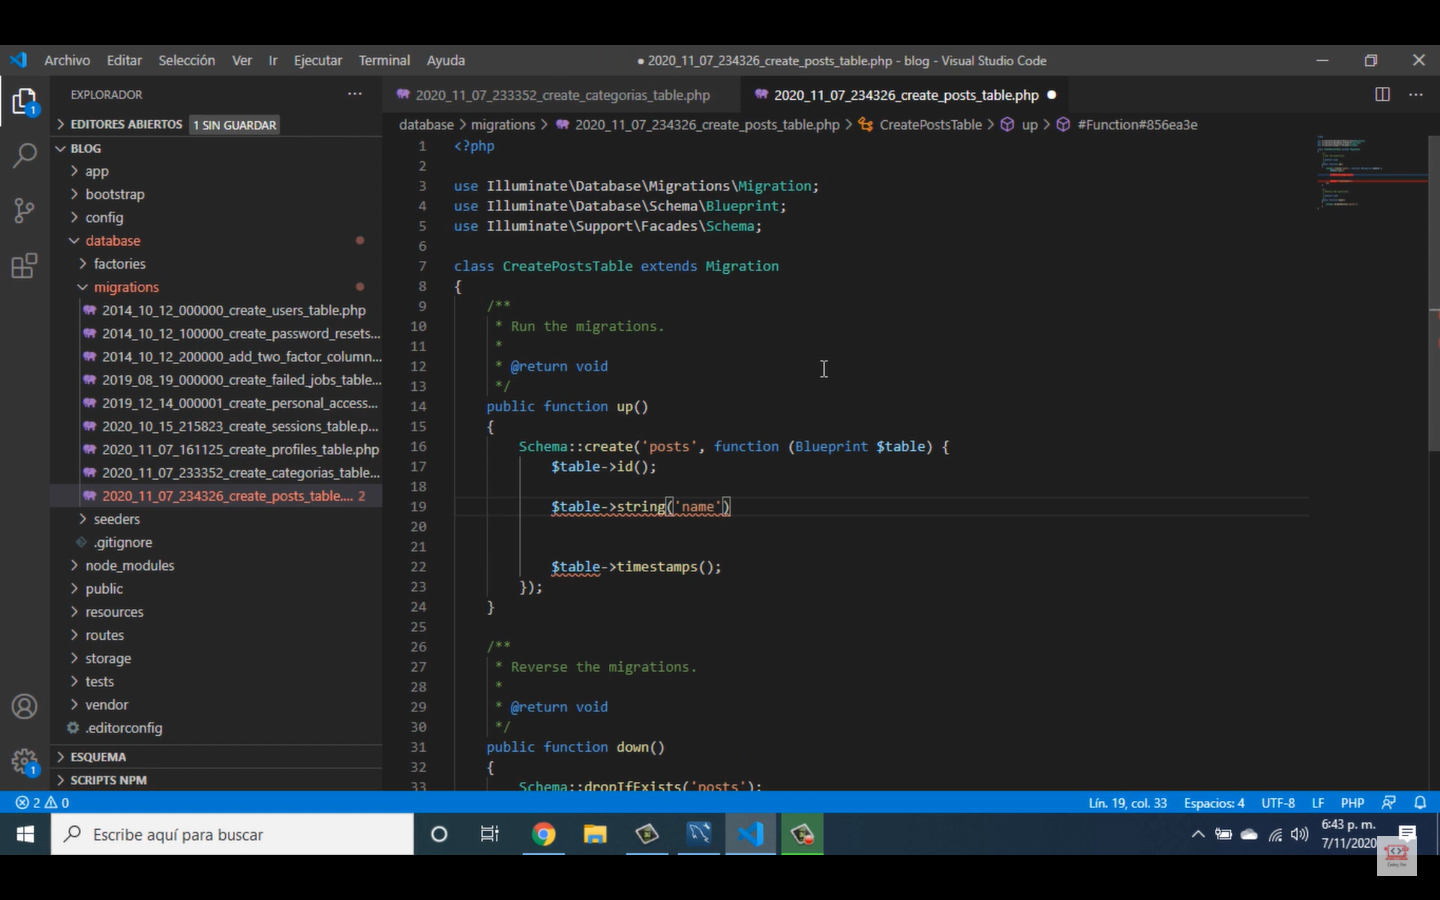 Archivo Editar Selección Ver Ir Ejecutar Terminal Ayuda
● 2020_11_07_234326_create_posts_table.php - blog - Visual Studio Code
EXPLORADOR ···
EDITORES ABIERTOS 1 SIN GUARDAR
BLOG
app
bootstrap
config
database
factories
migrations
2014_10_12_000000_create_users_table.php
2014_10_12_100000_create_password_resets...
2014_10_12_200000_add_two_factor_column...
2019_08_19_000000_create_failed_jobs_table...
2019_12_14_000001_create_personal_access...
2020_10_15_215823_create_sessions_table.p...
2020_11_07_161125_create_profiles_table.php
2020_11_07_233352_create_categorias_table...
2020_11_07_234326_create_posts_table.... 2
seeders
.gitignore
node_modules
public
resources
routes
storage
tests
vendor
.editorconfig
ESQUEMA
SCRIPTS NPM
1
1
2020_11_07_233352_create_categorias_table.php
2020_11_07_234326_create_posts_table.php ●
database > migrations > 2020_11_07_234326_create_posts_table.php > CreatePostsTable > up > #Function#856ea3e
1 <?php
2
3 use Illuminate\Database\Migrations\Migration;
4 use Illuminate\Database\Schema\Blueprint;
5 use Illuminate\Support\Facades\Schema;
6
7 class CreatePostsTable extends Migration
8 {
9 /**
10 * Run the migrations.
11 *
12 * @return void
13 */
14 public function up()
15 {
16 Schema::create('posts', function (Blueprint $table) {
17 $table->id();
18
19 $table->string('name')
20
21
22 $table->timestamps();
23 });
24 }
25
26 /**
27 * Reverse the migrations.
28 *
29 * @return void
30 */
31 public function down()
32 {
33 Schema::dropIfExists('posts');
2 0
Lín. 19, col. 33 Espacios: 4 UTF-8 LF PHP
Escribe aquí para buscar
6:43 p. m.
7/11/2020